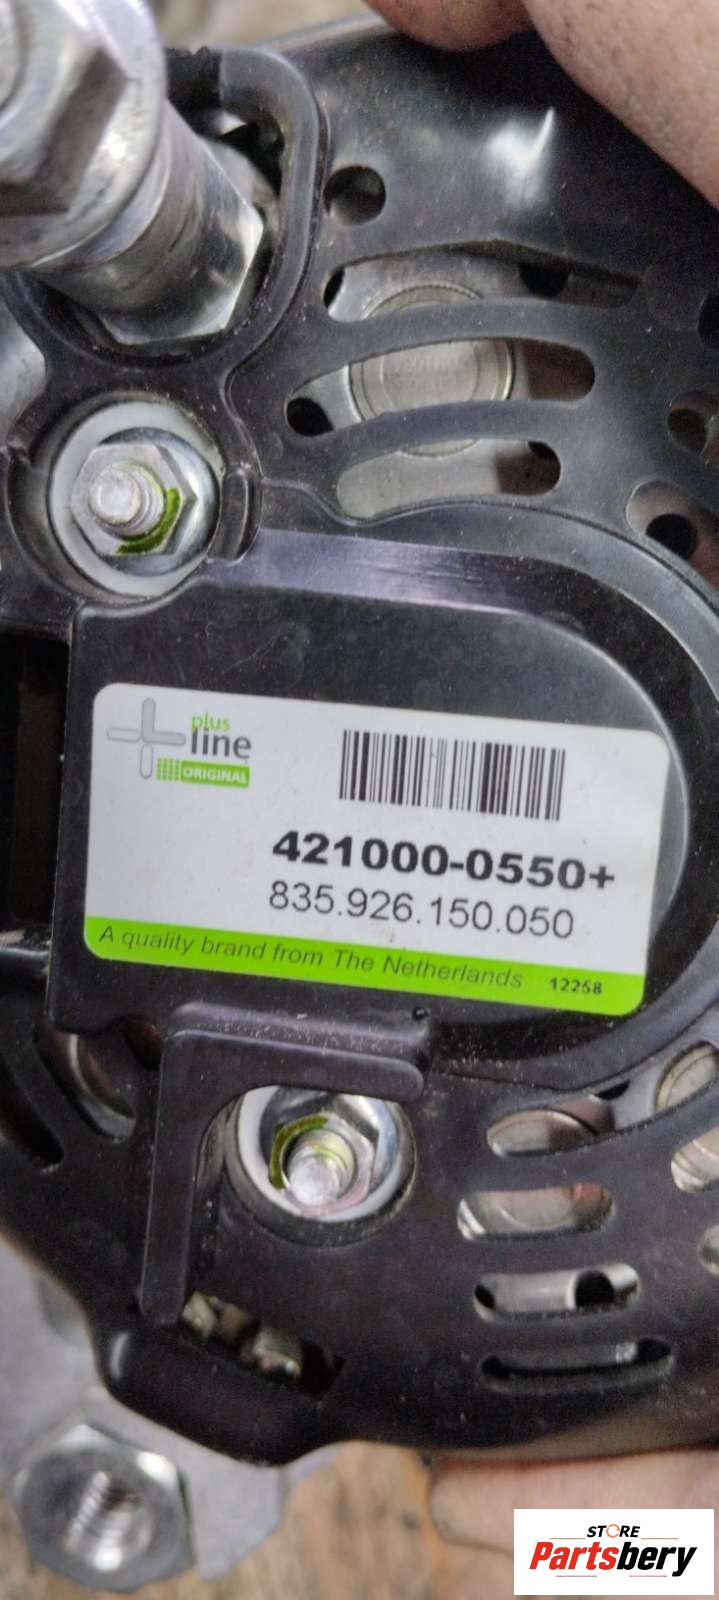 plus
line
ORIGINAL
421000-0550+
835.926.150.050
A quality brand from The Netherlands 12258
STORE
Partsbery